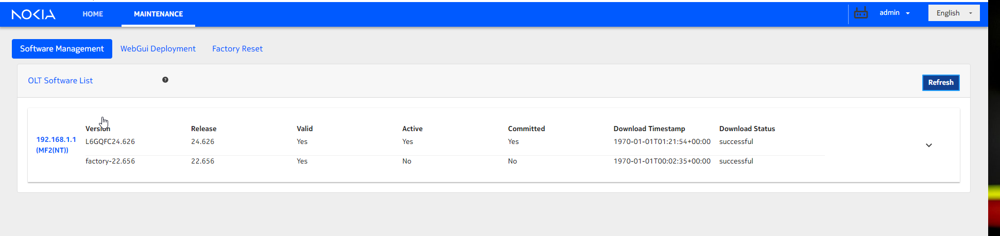 NOKIA HOME MAINTENANCE admin English
Software Management WebGui Deployment Factory Reset
OLT Software List ? Refresh
Version Release Valid Active Committed Download Timestamp Download Status
192.168.1.1
(MF2(NT))
L6GQFC24.626 24.626 Yes Yes Yes 1970-01-01T01:21:54+00:00 successful
factory-22.656 22.656 Yes No No 1970-01-01T00:02:35+00:00 successful